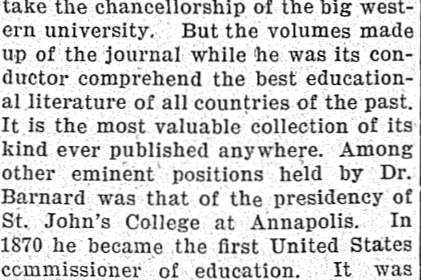 take the chancellorship of the big west-
ern university. But the volumes made
up of the journal while he was its con-
ductor comprehend the best education-
al literature of all countries of the past.
It is the most valuable collection of its
kind ever published anywhere. Among
other eminent positions held by Dr.
Barnard was that of the presidency of
St. John's College at Annapolis. In
1870 he became the first United States
commissioner of education. It was